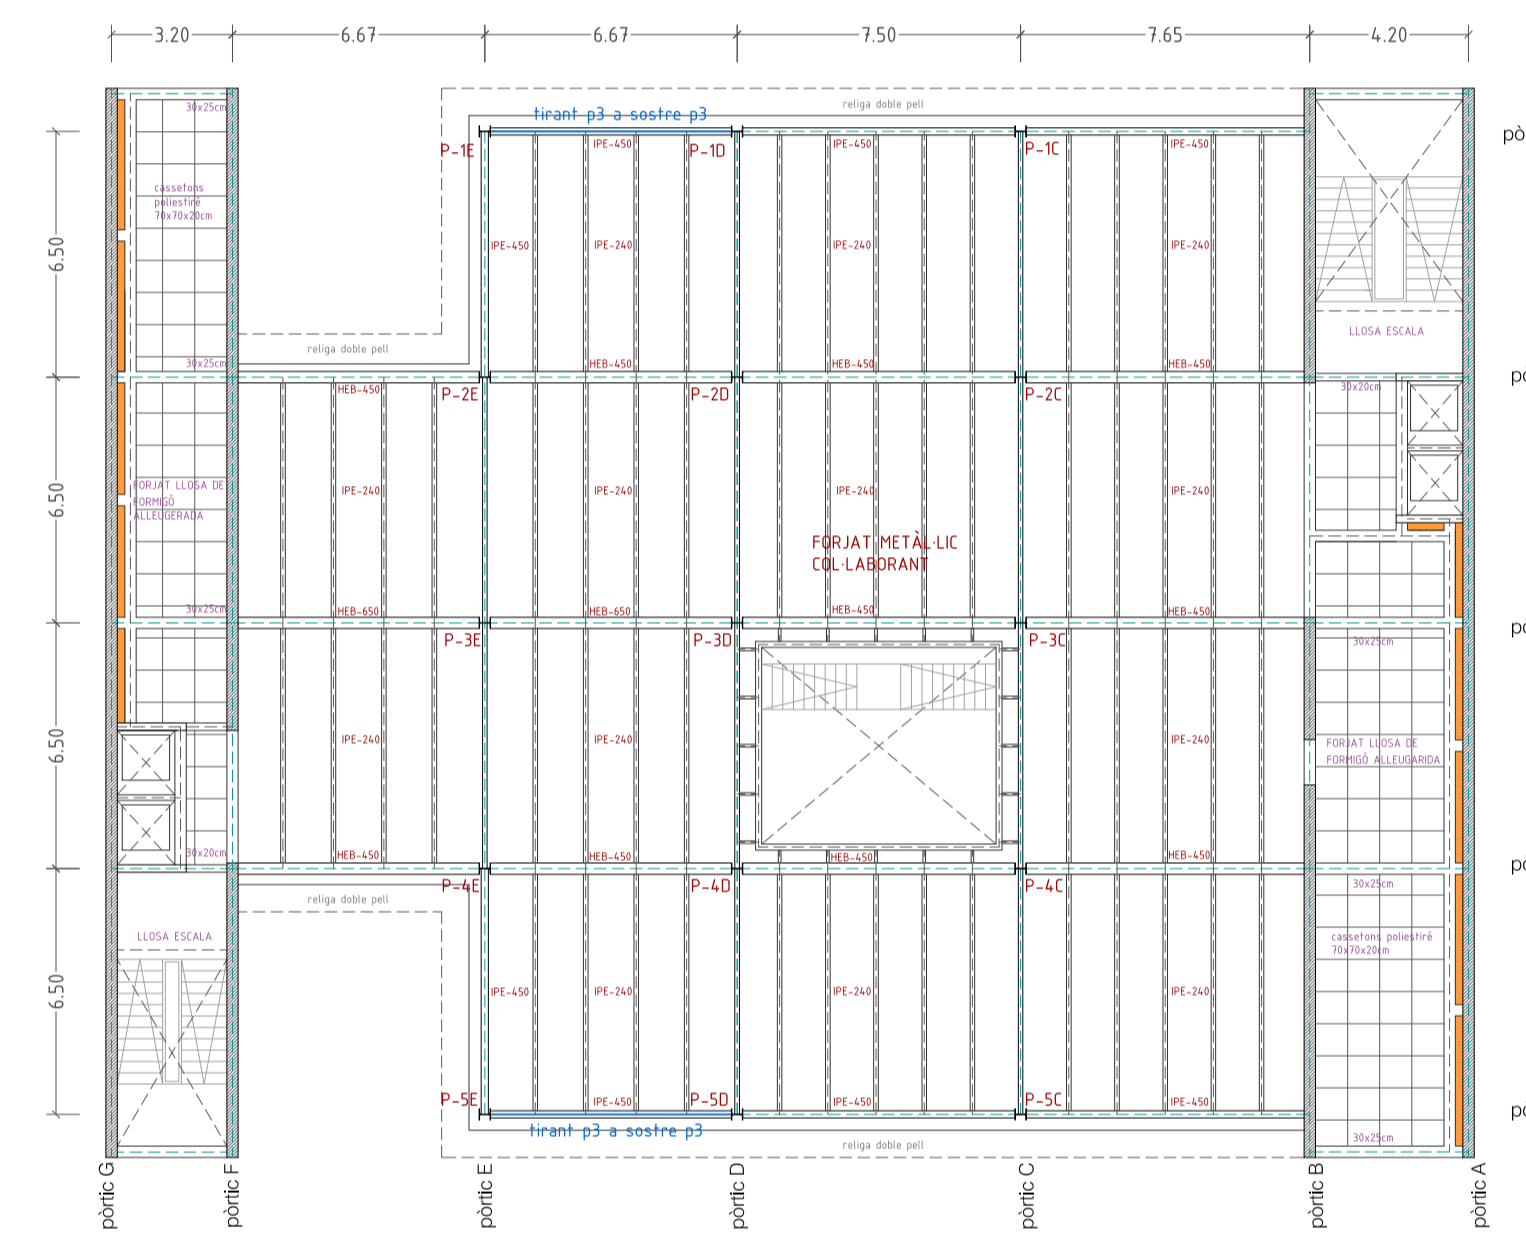 3.20 6.67 6.67 7.50 7.65 4.20
religa doble pell
30x25cm
tirant p3 a sostre p3
pò
P-1E IPE-450 P-1D IPE-450 P-1C IPE-450
cassetons
poliestiré
70x70x20cm
6.50
IPE-450 IPE-240 IPE-240 IPE-240
LLOSA ESCALA
religa doble pell
30x25cm HEB-450 HEB-450 HEB-450
pò
HEB-450 30x20cm
P-2E P-2D P-2C
6.50
FORJAT LLOSA DE
FORMIGÓ
ALLEUGERADA
IPE-240 IPE-240 IPE-240 IPE-240
FORJAT METÀL·LIC
COL·LABORANT
30x25cm HEB-650 HEB-650 HEB-450 HEB-450
P-3E P-3D P-3C 30x25cm
6.50
IPE-240 IPE-240 IPE-240
FORJAT LLOSA DE
FORMIGÓ ALLEUGARIDA
30x20cm HEB-450 HEB-450 HEB-450 HEB-450
P-4E P-4D P-4C 30x25cm
religa doble pell
LLOSA ESCALA
cassetons poliestiré
70x70x20cm
6.50
IPE-450 IPE-240 IPE-240 IPE-240
P-5E IPE-450 P-5D IPE-450 P-5C IPE-450
tirant p3 a sostre p3
30x25cm
religa doble pell
pòrtic G
pòrtic F
pòrtic E
pòrtic D
pòrtic C
pòrtic B
pòrtic A